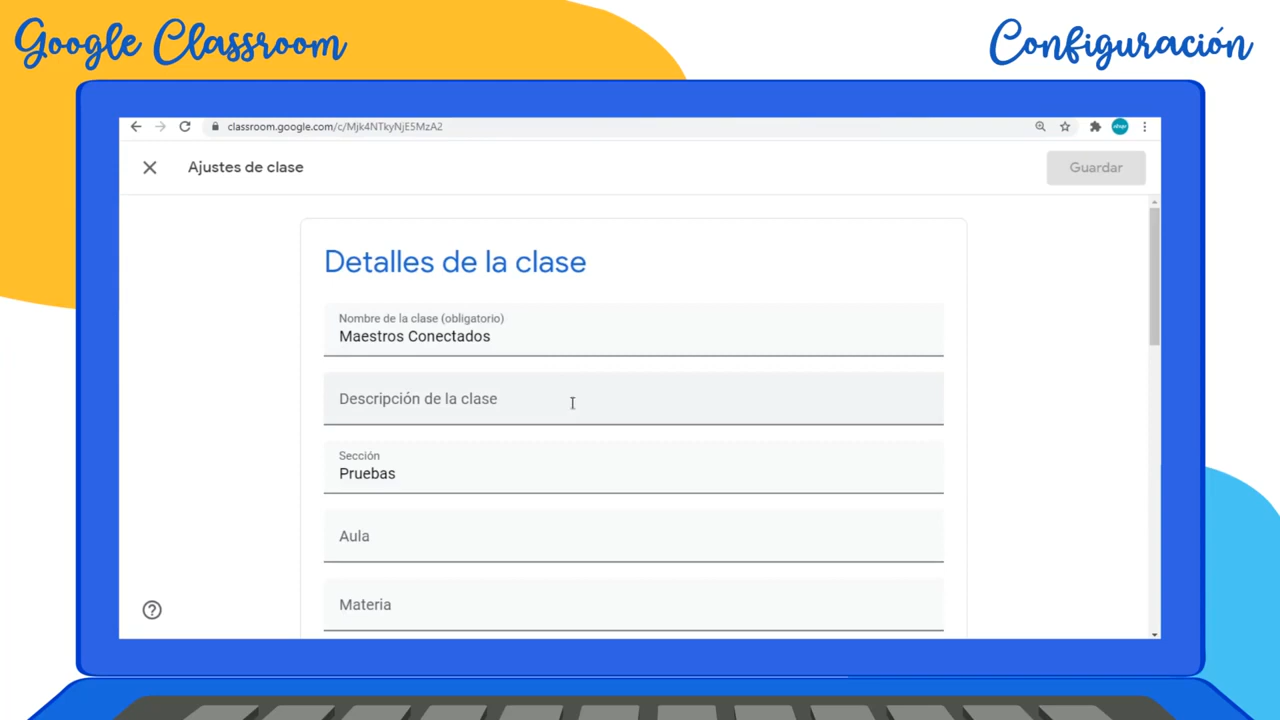 Google Classroom
Configuración
classroom.google.com/c/Mjk4NTkyNjE5MzA2
Ajustes de clase
Guardar
Detalles de la clase
Nombre de la clase (obligatorio)
Maestros Conectados
Descripción de la clase
Sección
Pruebas
Aula
Materia